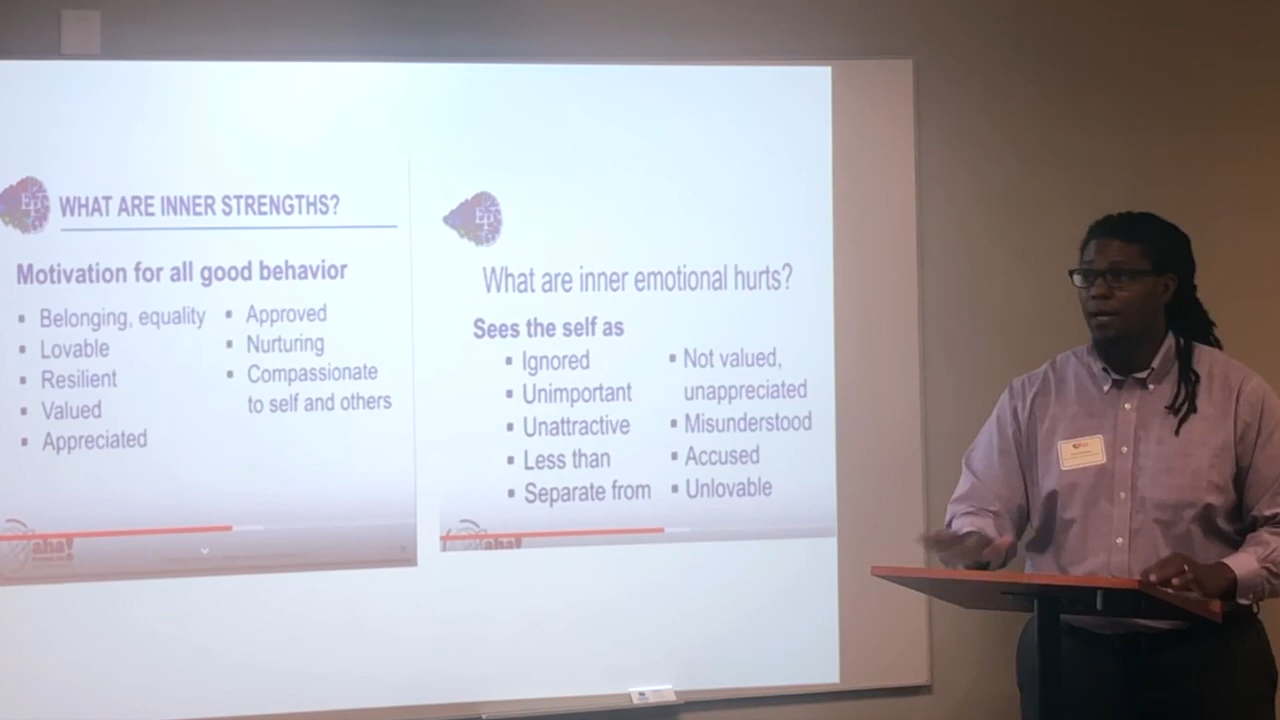 EFG
WHAT ARE INNER STRENGTHS?
Motivation for all good behavior
▪ Belonging, equality
▪ Lovable
▪ Resilient
▪ Valued
▪ Appreciated
▪ Approved
▪ Nurturing
▪ Compassionate
to self and others
aha!
What are inner emotional hurts?
Sees the self as
▪ Ignored
▪ Unimportant
▪ Unattractive
▪ Less than
▪ Separate from
▪ Not valued,
unappreciated
▪ Misunderstood
▪ Accused
▪ Unlovable
aha!